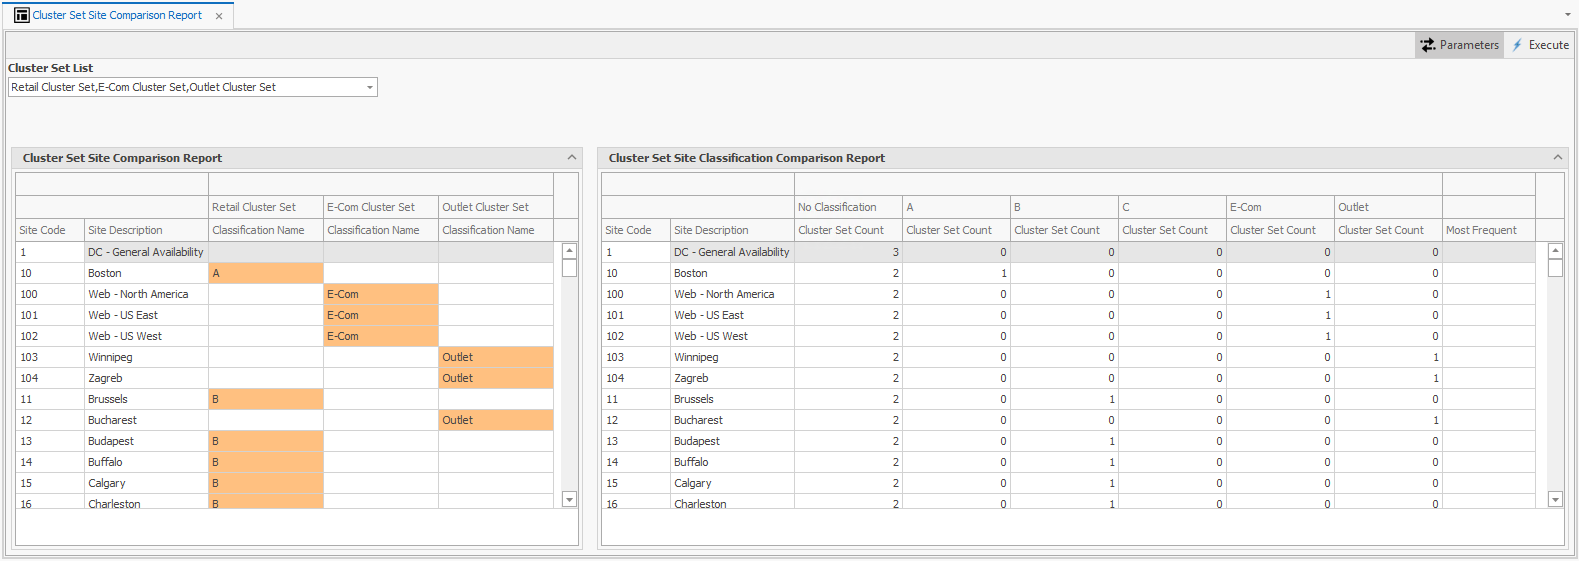 Cluster Set Site Comparison Report ×
Parameters Execute
Cluster Set List
Retail Cluster Set,E-Com Cluster Set,Outlet Cluster Set
Cluster Set Site Comparison Report
Retail Cluster Set E-Com Cluster Set Outlet Cluster Set
Site Code Site Description Classification Name Classification Name Classification Name
1 DC - General Availability
10 Boston A
100 Web - North America E-Com
101 Web - US East E-Com
102 Web - US West E-Com
103 Winnipeg Outlet
104 Zagreb Outlet
11 Brussels B
12 Bucharest Outlet
13 Budapest B
14 Buffalo B
15 Calgary B
16 Charleston B
Cluster Set Site Classification Comparison Report
No Classification A B C E-Com Outlet
Site Code Site Description Cluster Set Count Cluster Set Count Cluster Set Count Cluster Set Count Cluster Set Count Cluster Set Count Most Frequent
1 DC - General Availability 3 0 0 0 0 0
10 Boston 2 1 0 0 0 0
100 Web - North America 2 0 0 0 1 0
101 Web - US East 2 0 0 0 1 0
102 Web - US West 2 0 0 0 1 0
103 Winnipeg 2 0 0 0 0 1
104 Zagreb 2 0 0 0 0 1
11 Brussels 2 0 1 0 0 0
12 Bucharest 2 0 0 0 0 1
13 Budapest 2 0 1 0 0 0
14 Buffalo 2 0 1 0 0 0
15 Calgary 2 0 1 0 0 0
16 Charleston 2 0 1 0 0 0